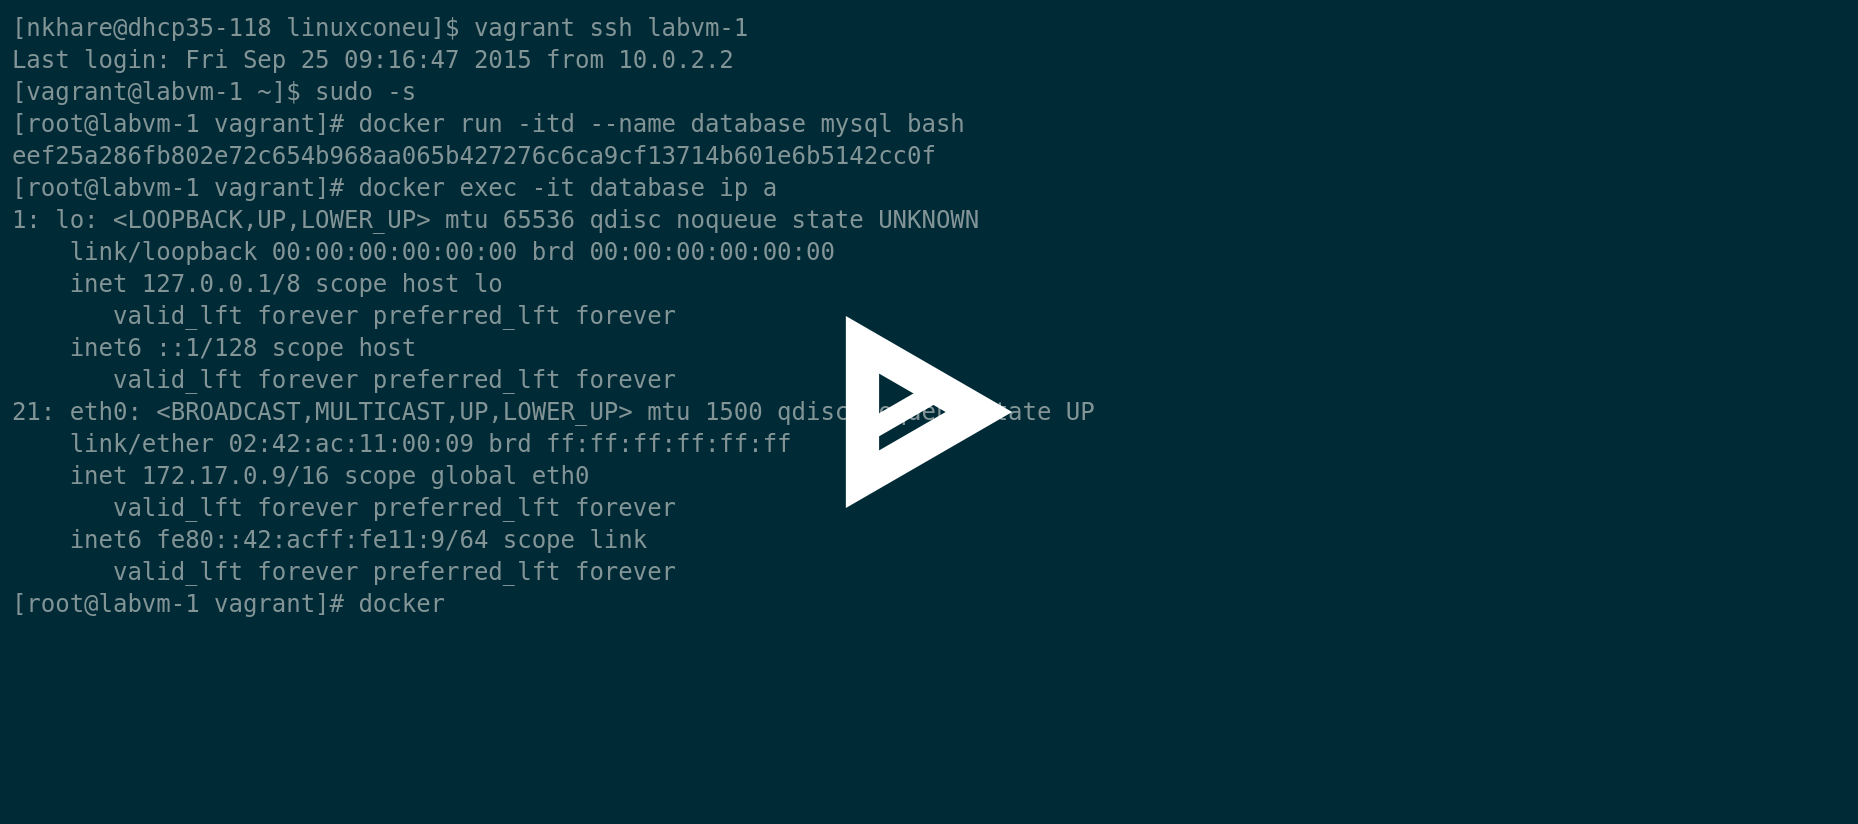 [nkhare@dhcp35-118 linuxconeu]$ vagrant ssh labvm-1
Last login: Fri Sep 25 09:16:47 2015 from 10.0.2.2
[vagrant@labvm-1 ~]$ sudo -s
[root@labvm-1 vagrant]# docker run -itd --name database mysql bash
eef25a286fb802e72c654b968aa065b427276c6ca9cf13714b601e6b5142cc0f
[root@labvm-1 vagrant]# docker exec -it database ip a
1: lo: <LOOPBACK,UP,LOWER_UP> mtu 65536 qdisc noqueue state UNKNOWN
    link/loopback 00:00:00:00:00:00 brd 00:00:00:00:00:00
    inet 127.0.0.1/8 scope host lo
       valid_lft forever preferred_lft forever
    inet6 ::1/128 scope host
       valid_lft forever preferred_lft forever
21: eth0: <BROADCAST,MULTICAST,UP,LOWER_UP> mtu 1500 qdisc state UP
    link/ether 02:42:ac:11:00:09 brd ff:ff:ff:ff:ff:ff
    inet 172.17.0.9/16 scope global eth0
       valid_lft forever preferred_lft forever
    inet6 fe80::42:acff:fe11:9/64 scope link
       valid_lft forever preferred_lft forever
[root@labvm-1 vagrant]# docker